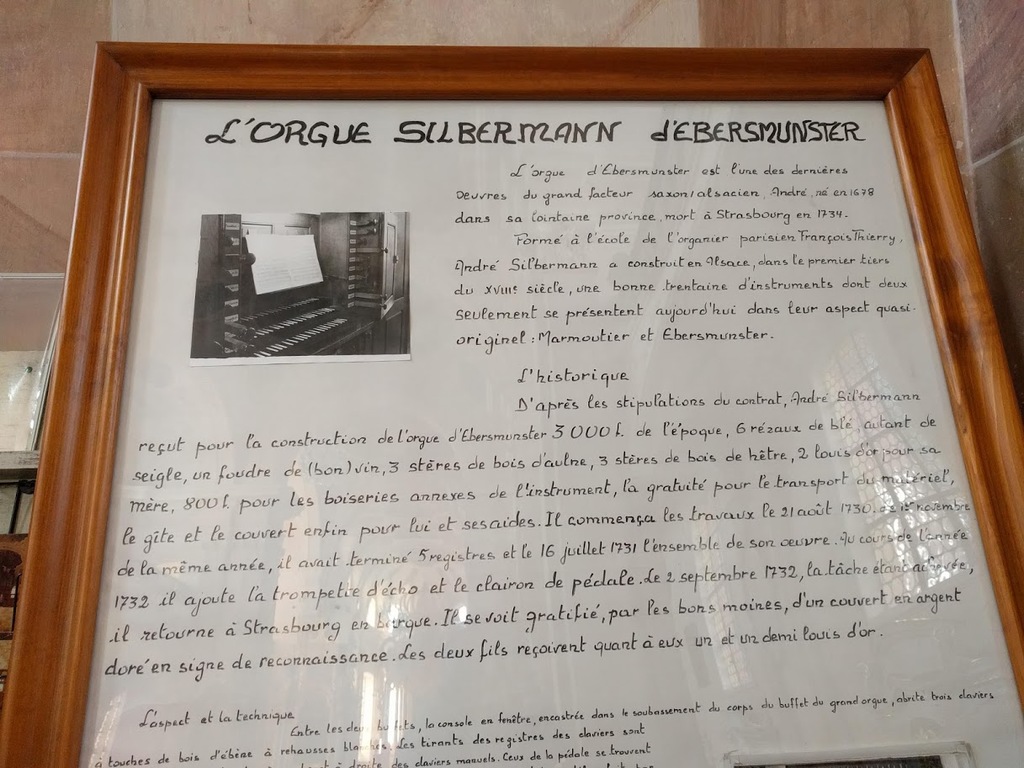 L'ORGUE SILBERMANN d'EBERSMUNSTER
L'orgue d'Ebersmunster est l'une des dernières
Oeuvres du grand facteur saxon/alsacien, André, né en 1678
dans sa lointaine province, mort à Strasbourg en 1734.
Formé à l'école de l'organier parisien François Thierry,
André Silbermann a construit en Alsace, dans le premier tiers
du XVIIIe siècle, une bonne trentaine d'instruments dont deux
seulement se présentent aujourd'hui dans leur aspect quasi-
originel : Marmoutier et Ebersmunster.
L'historique
D'après les stipulations du contrat, André Silbermann
reçut pour la construction de l'orgue d'Ebersmunster 3000 l. de l'époque, 6 rézaux de blé, autant de
seigle, un foudre de (bon) vin, 3 stères de bois d'aulne, 3 stères de bois de hêtre, 2 louis d'or pour sa
mère, 800 l. pour les boiseries annexes de l'instrument, la gratuité pour le transport du matériel,
le gîte et le couvert enfin pour lui et ses aides. Il commença les travaux le 21 août 1730. novembre
de la même année, il avait terminé 5 registres et le 16 juillet 1731 l'ensemble de son oeuvre. Au cours de l'année
1732 il ajoute la trompette d'écho et le clairon de pédale. Le 2 septembre 1732, la tâche étant achevée,
il retourne à Strasbourg en barque. Il se voit gratifié, par les bons moines, d'un couvert en argent
doré en signe de reconnaissance. Les deux fils reçoivent quant à eux un et un demi louis d'or.
L'aspect et la technique
Entre les deux buffets, la console en fenêtre, encastrée dans le soubassement du corps du buffet du grand orgue, abrite trois claviers
à touches de bois d'ébène à rehausses blanches. Les tirants des registres des claviers sont
à droite des claviers manuels. Ceux de la pédale se trouvent